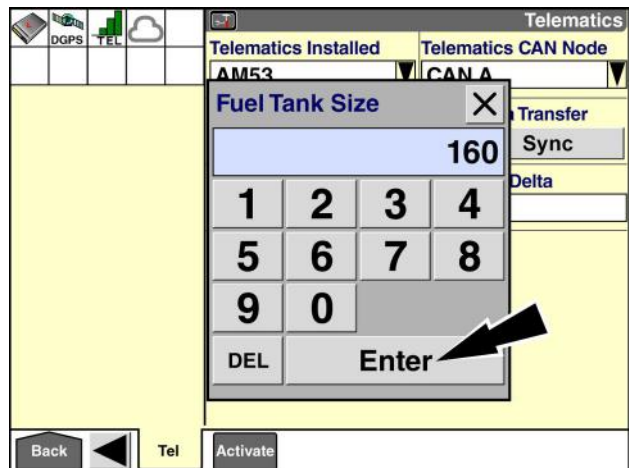 DGPS
TEL
Telematics
Telematics Installed
Telematics CAN Node
AM53
CAN A
Fuel Tank Size
Transfer
160
Sync
Delta
1 2 3 4
5 6 7 8
9 0
DEL
Enter
Back
Tel
Activate